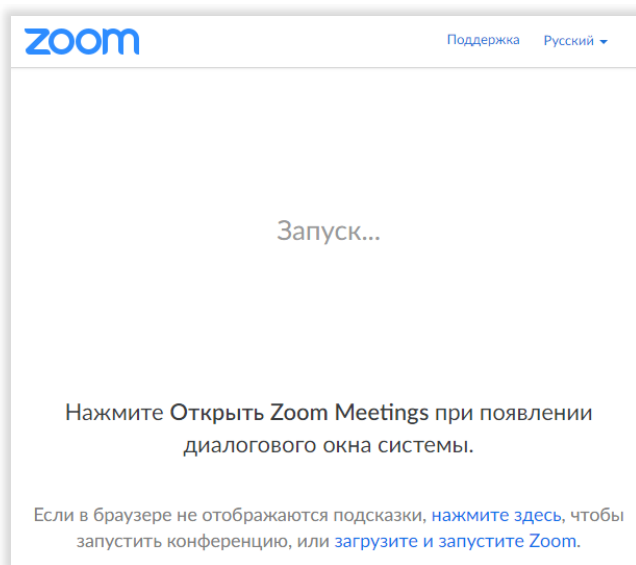 zoom
Поддержка Русский
Запуск...
Нажмите Открыть Zoom Meetings при появлении
диалогового окна системы.
Если в браузере не отображаются подсказки, нажмите здесь, чтобы
запустить конференцию, или загрузите и запустите Zoom.